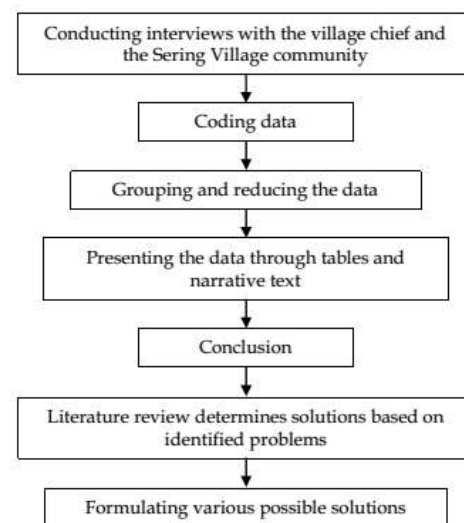 Conducting interviews with the village chief and
the Sering Village community
Coding data
Grouping and reducing the data
Presenting the data through tables and
narrative text
Conclusion
Literature review determines solutions based on
identified problems
Formulating various possible solutions